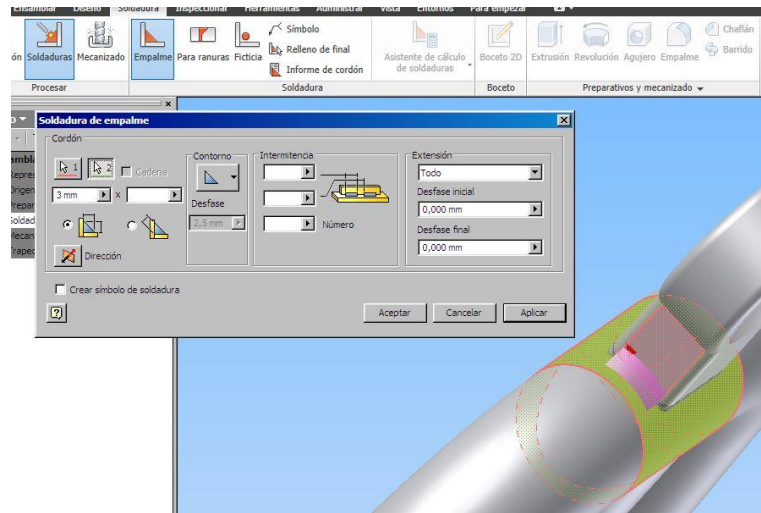 Ensamblar Diseño Soldadura Inspeccionar Herramientas Administrar Vista Entornos Para empezar
Soldaduras Mecanizado Empalme Para ranuras Ficticia
Símbolo
Relleno de final
Informe de cordón
Asistente de cálculo
de soldaduras
Boceto 2D Extrusión Revolución Agujero Empalme
Chaflán
Barrido
Procesar Soldadura Boceto Preparativos y mecanizado
Soldadura de empalme
Cordón
1 2 Cadena
3 mm x
Dirección
Contorno
Desfase
2,5 mm
Intermitencia
Número
Extensión
Todo
Desfase inicial
0,000 mm
Desfase final
0,000 mm
Crear símbolo de soldadura
Aceptar Cancelar Aplicar